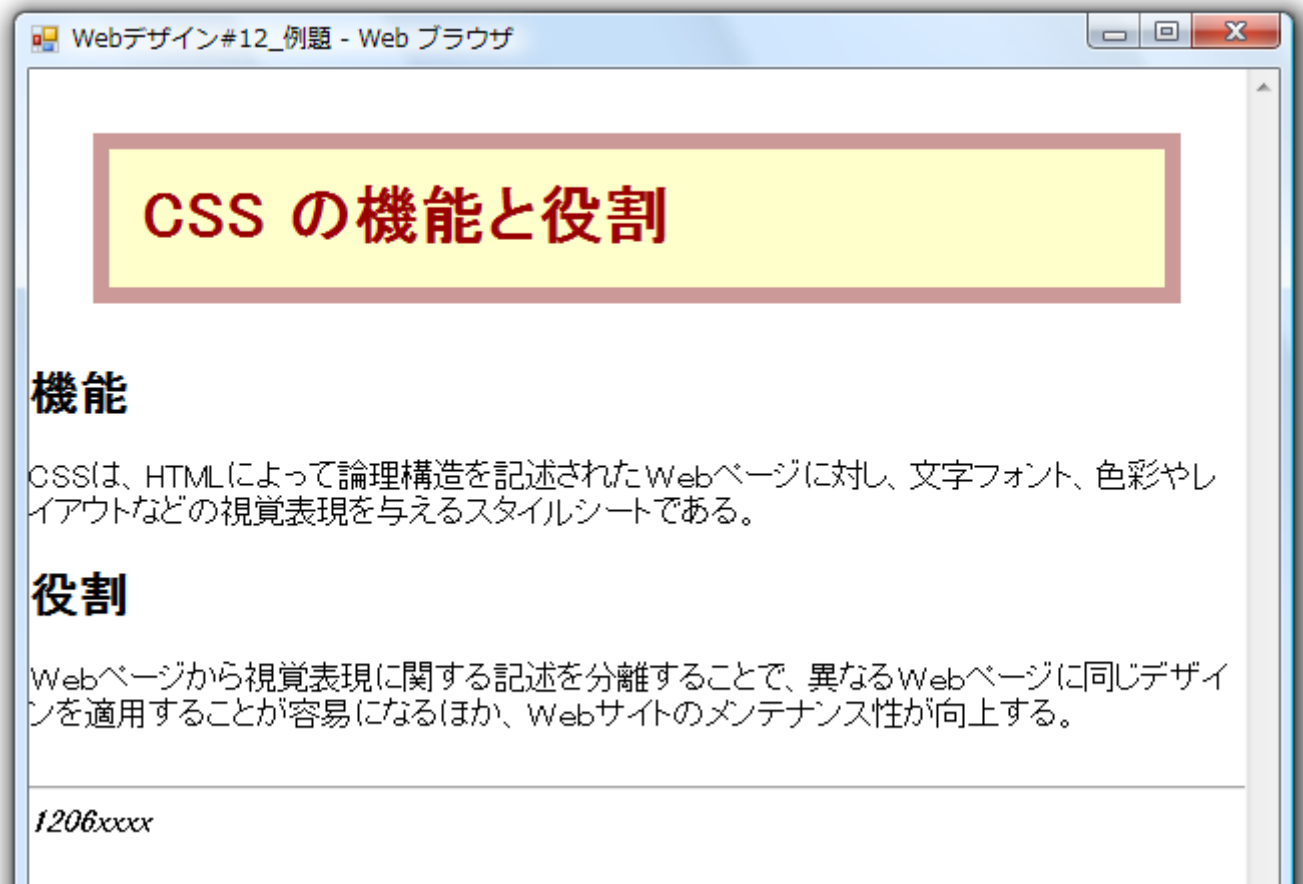 Webデザイン#12_例題 - Web ブラウザ
CSS の機能と役割
機能
CSSは、HTMLによって論理構造を記述されたWebページに対し、文字フォント、色彩やレ
イアウトなどの視覚表現を与えるスタイルシートである。
役割
Webページから視覚表現に関する記述を分離することで、異なるWebページに同じデザイ
ンを適用することが容易になるほか、Webサイトのメンテナンス性が向上する。
1206xxxx